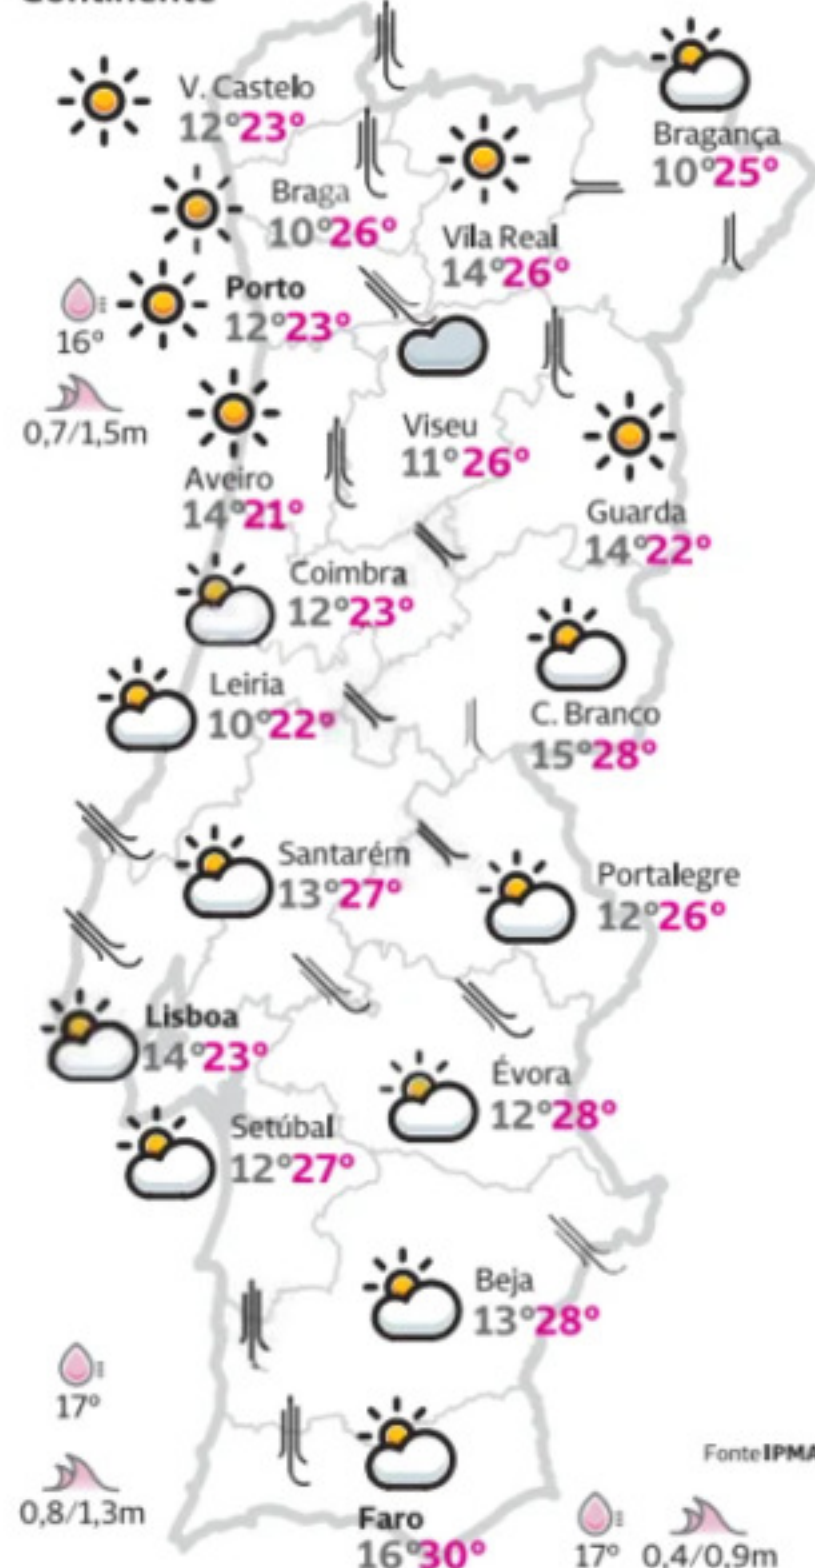 Continente
V. Castelo
12° 23°
Bragança
10° 25°
Braga
10° 26°
Vila Real
14° 26°
Porto
12° 23°
16°
0,7/1,5m
Viseu
11° 26°
Aveiro
14° 21°
Guarda
14° 22°
Coimbra
12° 23°
Leiria
10° 22°
C. Branco
15° 28°
Santarém
13° 27°
Portalegre
12° 26°
Lisboa
14° 23°
Évora
12° 28°
Setúbal
12° 27°
Beja
13° 28°
17°
0,8/1,3m
Fonte IPMA
Faro
16° 30°
17° 0,4/0,9m